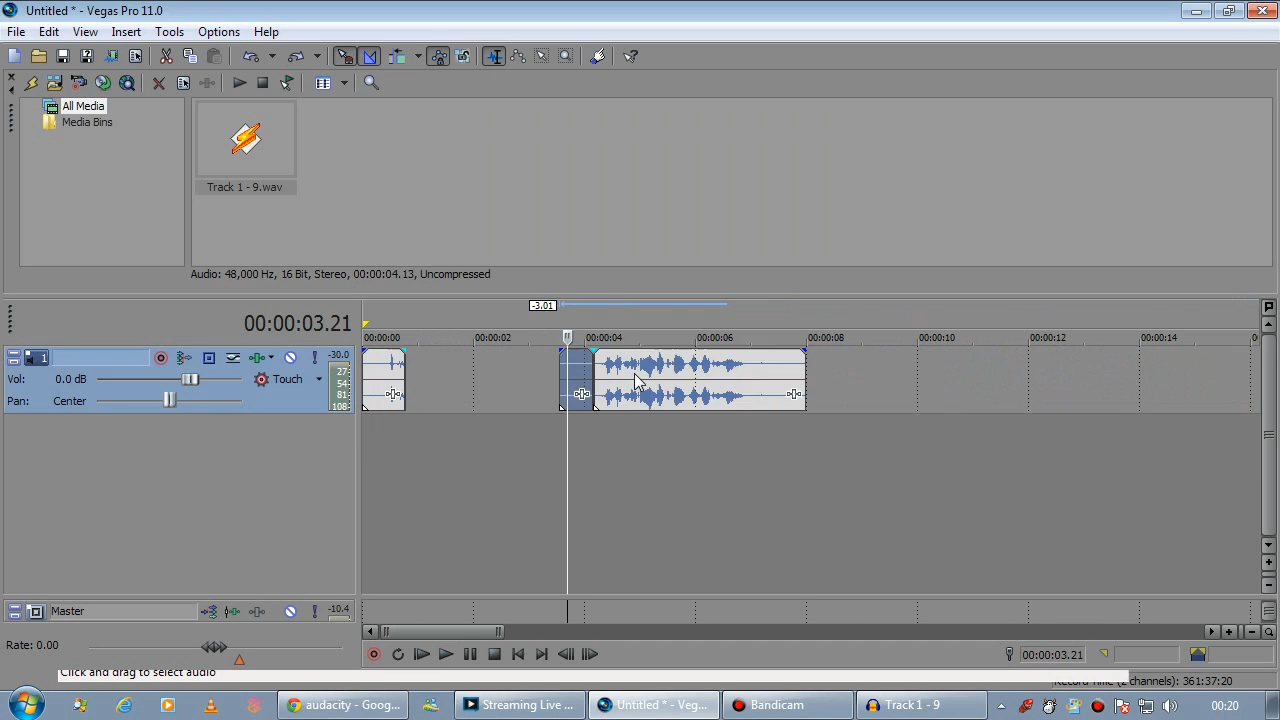 Untitled * - Vegas Pro 11.0
File Edit View Insert Tools Options Help
All Media
Media Bins
Track 1 - 9.wav
Audio: 48,000 Hz, 16 Bit, Stereo, 00:00:04.13, Uncompressed
-3.01
00:00:03.21
00:00:00 00:00:02 00:00:04 00:00:06 00:00:08 00:00:10 00:00:12 00:00:14
1 -30.0
Vol: 0.0 dB Touch 27
54
Pan: Center 81
108
Master -10.4
Rate: 0.00
00:00:03.21
Click and drag to select audio
Record Time (2 channels): 361:37:20
audacity - Goog... Streaming Live ... Untitled * - Veg... Bandicam Track 1 - 9 00:20